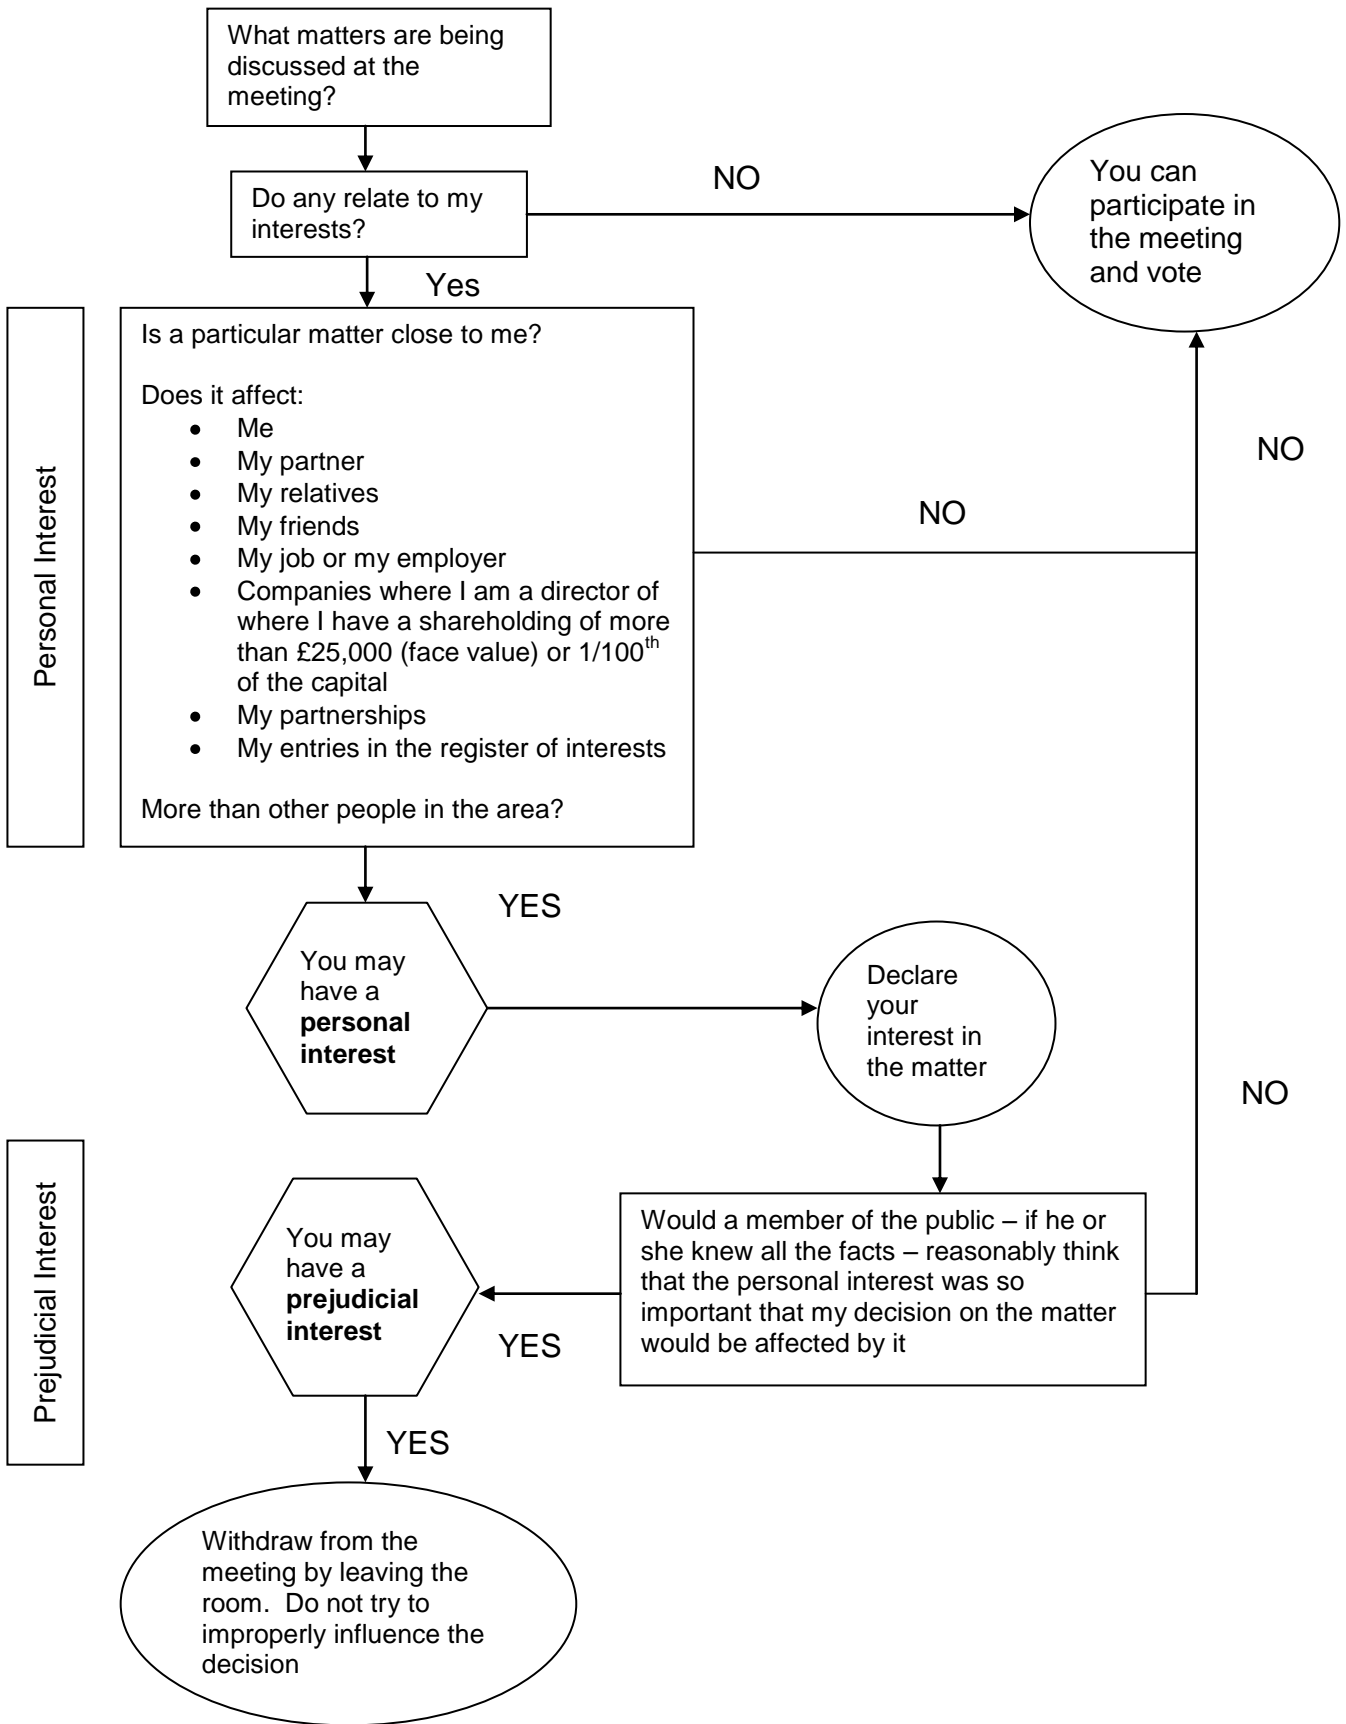 What matters are being
discussed at the
meeting?
NO
Do any relate to my
interests?
You can
participate in
the meeting
and vote
Yes
Personal Interest
Is a particular matter close to me?
Does it affect:
• Me
• My partner
• My relatives
• My friends
• My job or my employer
• Companies where I am a director of
where I have a shareholding of more
than £25,000 (face value) or 1/100th
of the capital
• My partnerships
• My entries in the register of interests
More than other people in the area?
NO
NO
YES
You may
have a
personal
interest
Declare
your
interest in
the matter
NO
Prejudicial Interest
Would a member of the public – if he or
she knew all the facts – reasonably think
that the personal interest was so
important that my decision on the matter
would be affected by it
YES
You may
have a
prejudicial
interest
YES
Withdraw from the
meeting by leaving the
room.  Do not try to
improperly influence the
decision